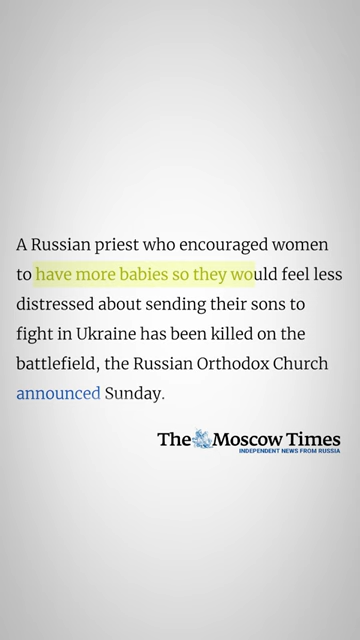 A Russian priest who encouraged women
to have more babies so they would feel less
distressed about sending their sons to
fight in Ukraine has been killed on the
battlefield, the Russian Orthodox Church
announced Sunday.
The Moscow Times
INDEPENDENT NEWS FROM RUSSIA